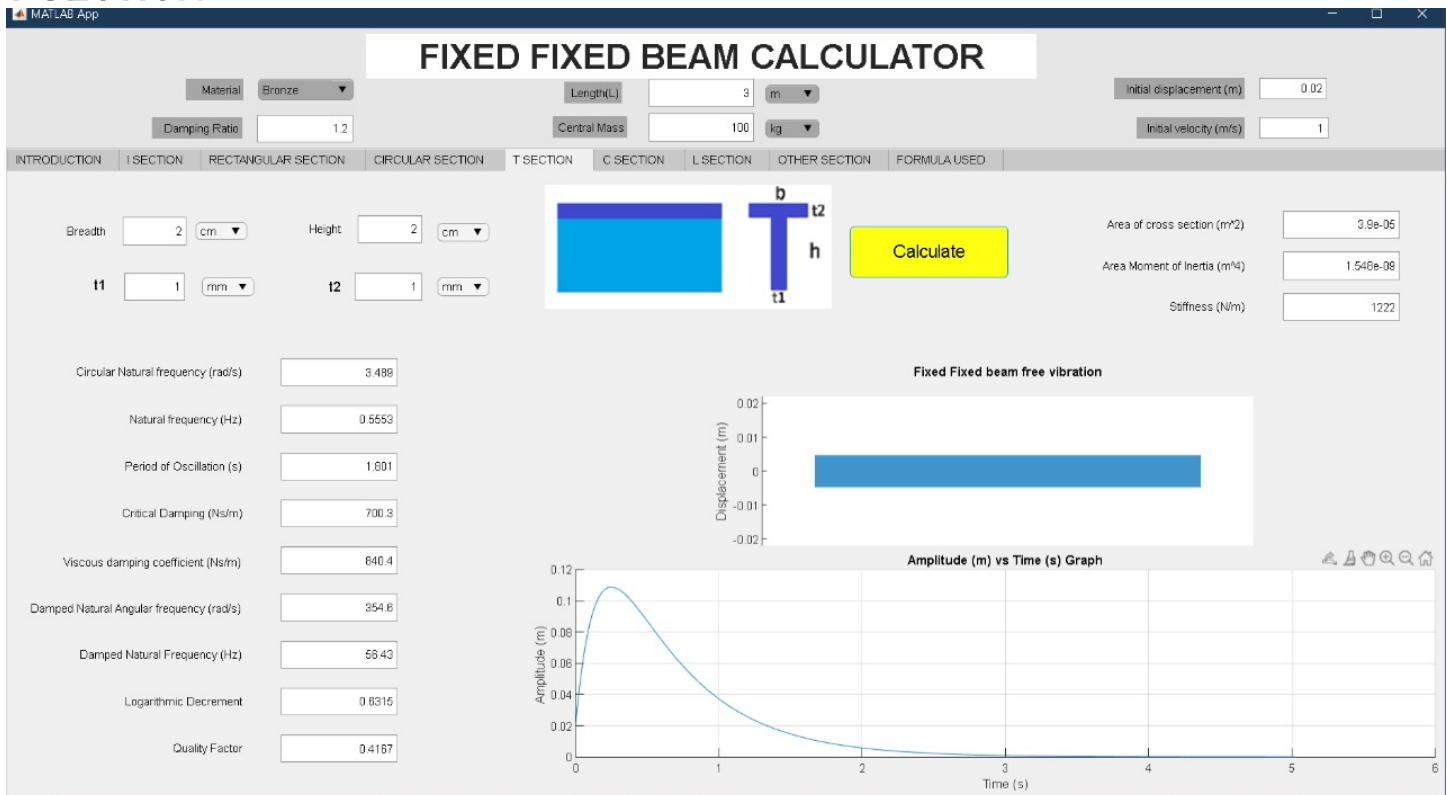 MATLAB App
FIXED FIXED BEAM CALCULATOR
Material Bronze Length(L) 3 m Initial displacement (m) 0.02
Damping Ratio 1.2 Central Mass 100 kg Initial velocity (m/s) 1
INTRODUCTION I SECTION RECTANGULAR SECTION CIRCULAR SECTION T SECTION C SECTION L SECTION OTHER SECTION FORMULA USED
Breadth 2 cm Height 2 cm
t1 1 mm t2 1 mm
b
t2
h
t1
Calculate
Area of cross section (m^2) 3.9e-05
Area Moment of Inertia (m^4) 1.548e-09
Stiffness (N/m) 1222
Circular Natural frequency (rad/s) 3.489
Natural frequency (Hz) 0.5553
Period of Oscillation (s) 1.801
Critical Damping (Ns/m) 700.3
Viscous damping coefficient (Ns/m) 840.4
Damped Natural Angular frequency (rad/s) 354.6
Damped Natural Frequency (Hz) 56.43
Logarithmic Decrement 0.6315
Quality Factor 0.4167
Fixed Fixed beam free vibration
Displacement (m)
0.02
0.01
0
-0.01
-0.02
Amplitude (m) vs Time (s) Graph
Amplitude (m)
0.12
0.1
0.08
0.06
0.04
0.02
0
0 1 2 3 4 5 6
Time (s)